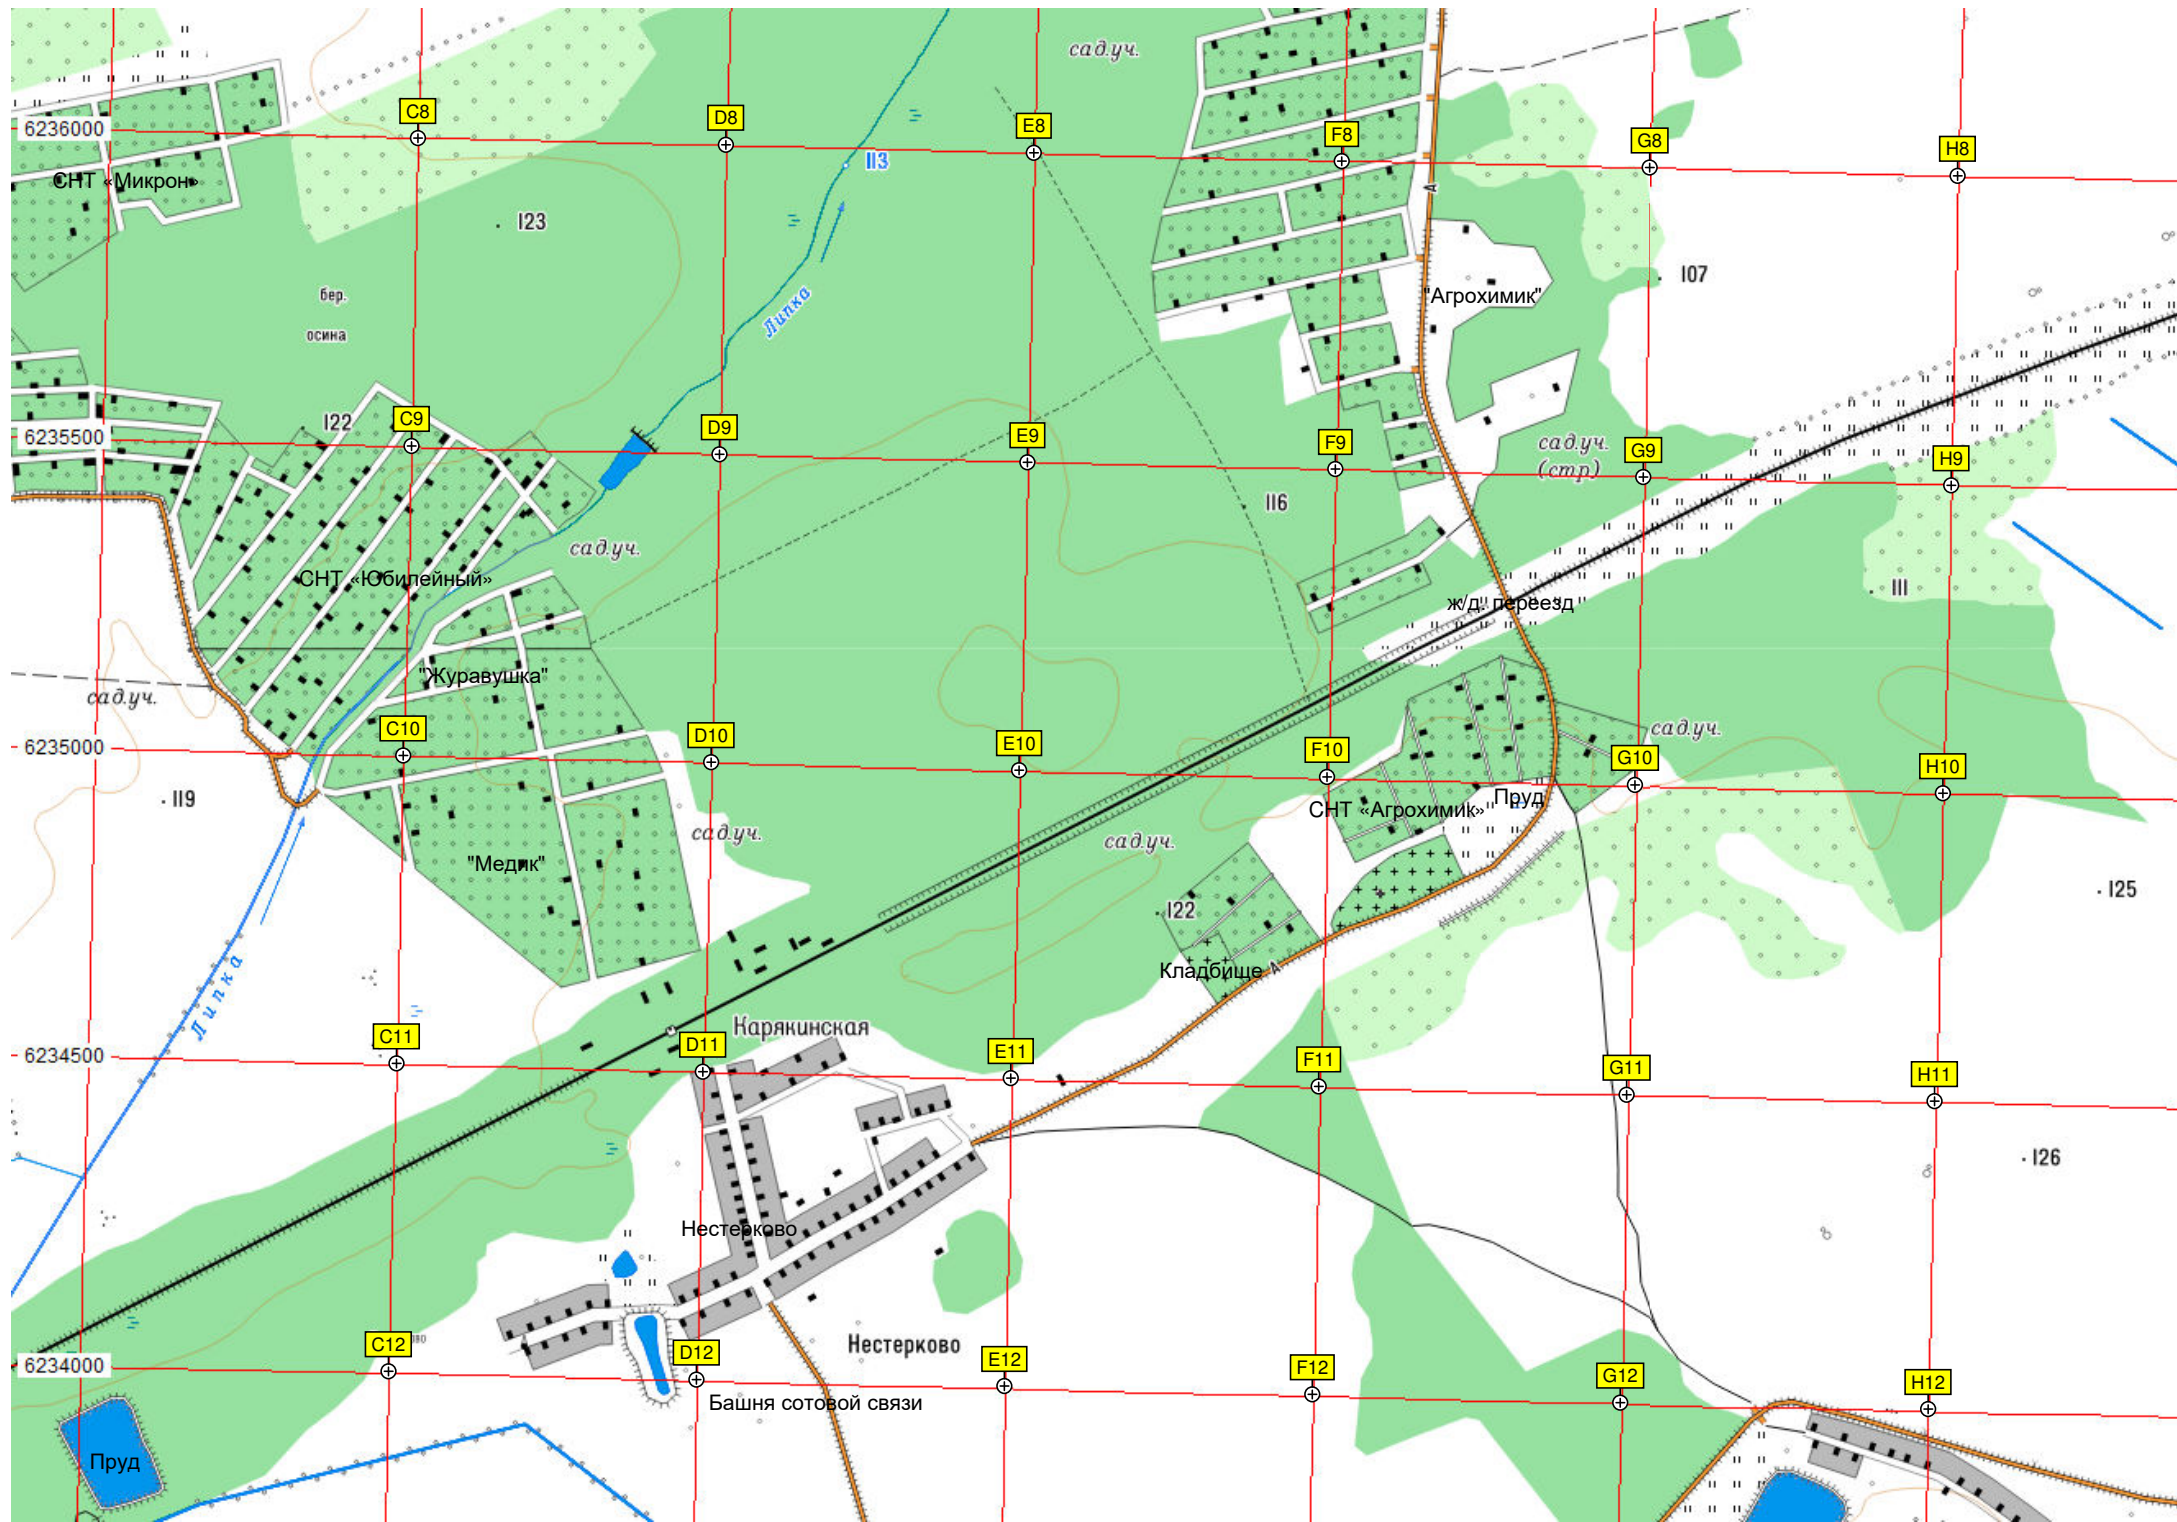 сад.уч.
C8
D8
E8
F8
G8
H8
6236000
113
СНТ «Микрон»
А
123
107
бер.
"Агрохимик"
Липка
осина
C9
122
D9
E9
F9
сад.уч.
(стр)
G9
H9
6235500
116
сад.уч.
СНТ «Юбилейный»
111
ж/д. переезд
"Журавушка"
сад.уч.
C10
D10
E10
F10
сад.уч.
G10
H10
6235000
119
СНТ «Агрохимик»
Пруд
сад.уч.
сад.уч.
"Медик"
125
122
Кладбище
А
Липка
Карякинская
C11
D11
E11
F11
G11
H11
6234500
126
Нестерково
Нестерково
C12
D12
E12
F12
G12
H12
6234000
Башня сотовой связи
Пруд